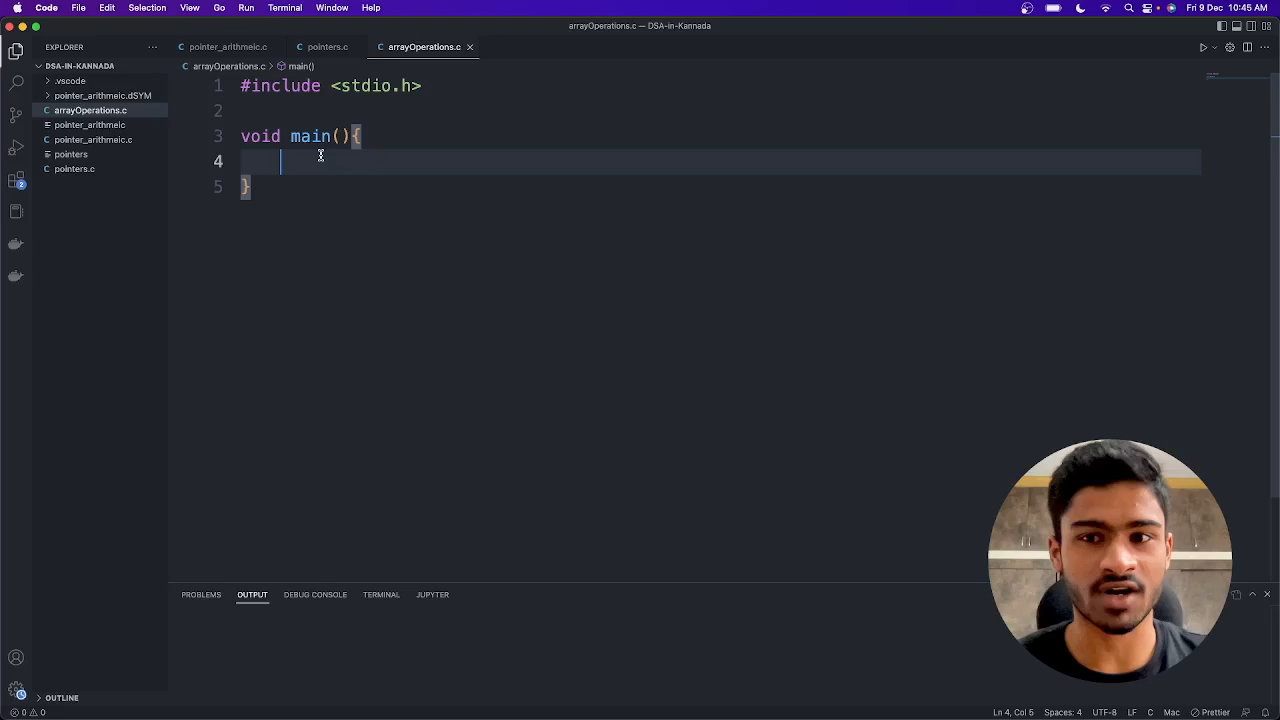 Code File Edit Selection View Go Run Terminal Window Help Fri 9 Dec 10:45 AM
arrayOperations.c — DSA-in-Kannada
EXPLORER
pointer_arithmeic.c pointers.c arrayOperations.c
DSA-IN-KANNADA
arrayOperations.c > main()
.vscode
pointer_arithmeic.dSYM
arrayOperations.c
pointer_arithmeic
pointer_arithmeic.c
pointers
pointers.c
1 #include <stdio.h>
2
3 void main(){
4
5 }
PROBLEMS OUTPUT DEBUG CONSOLE TERMINAL JUPYTER
OUTLINE
0 0 Ln 4, Col 5 Spaces: 4 UTF-8 LF C Mac Prettier